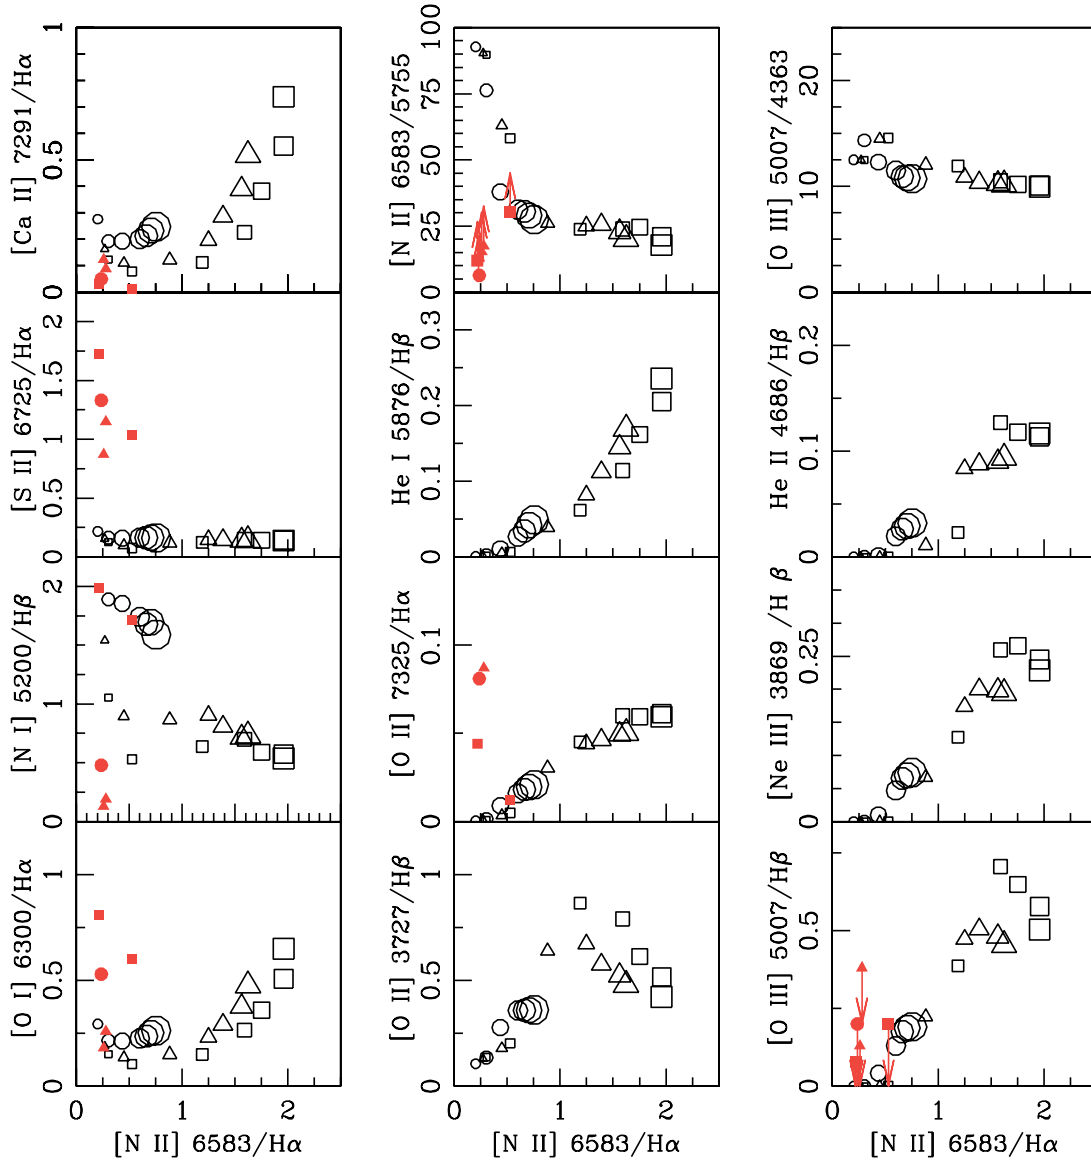 [Ca II] 7291/Hα
1
0.5
0
[N II] 6583/5755
100
75
50
25
0
[O III] 5007/4363
20
10
0
[S II] 6725/Hα
2
1.5
1
0.5
0
He I 5876/Hβ
0.3
0.2
0.1
0
He II 4686/Hβ
0.2
0.1
0
[N I] 5200/Hβ
2
1
0
[O II] 7325/Hα
0.1
0
[Ne III] 3869 /H β
0.25
0
[O I] 6300/Hα
1
0.5
0
[O II] 3727/Hβ
1
0.5
0
[O III] 5007/Hβ
0.5
0
0 1 2
0 1 2
0 1 2
[N II] 6583/Hα
[N II] 6583/Hα
[N II] 6583/Hα